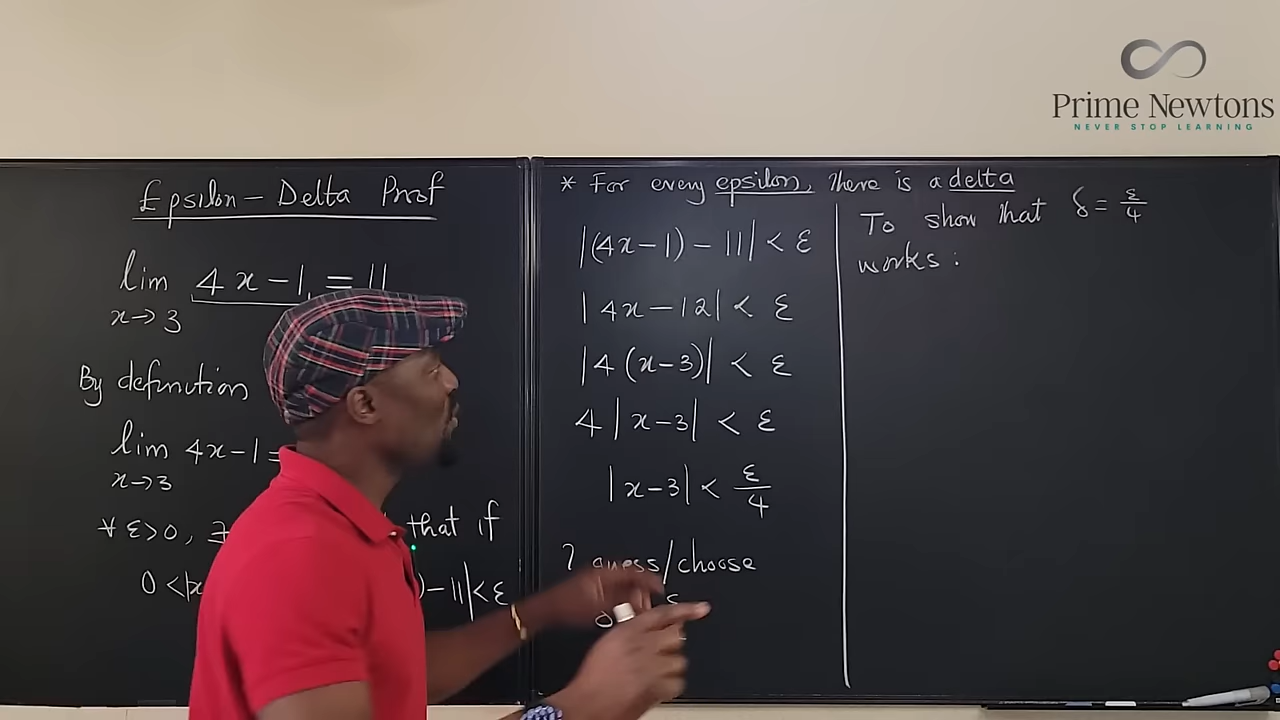 Prime Newtons
NEVER STOP LEARNING
Epsilon-Delta Prof
lim 4x-1 = 11
x→3
By definition
lim 4x-1 =
x→3
∀ ε>0, that if
0 < |x -11|<ε
* For every epsilon, there is a delta
|(4x-1)-11| < ε
|4x-12| < ε
|4(x-3)| < ε
4|x-3| < ε
|x-3| < ε/4
guess/choose
To show that δ = ε/4
works: